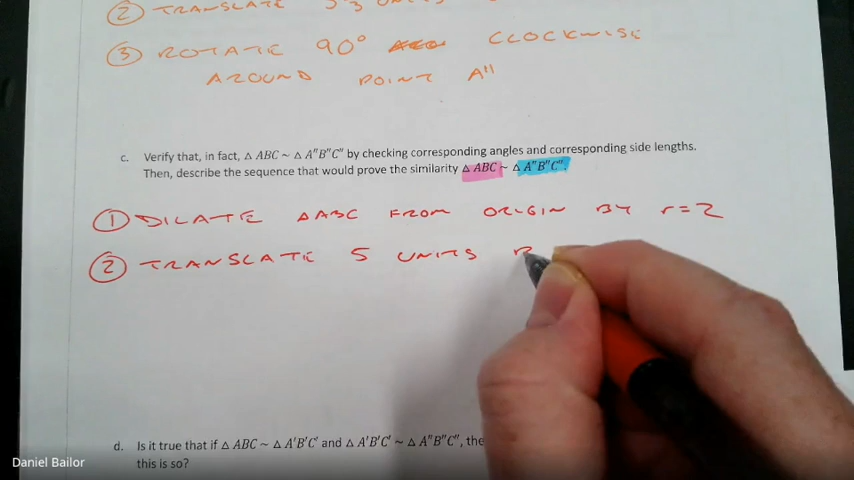 ② TRANSLATE
③ ROTATE 90° CLOCKWISE
AROUND POINT A"
c. Verify that, in fact, △ ABC ~ △ A"B"C" by checking corresponding angles and corresponding side lengths.
Then, describe the sequence that would prove the similarity △ ABC ~ △ A"B"C".
① DILATE △ABC FROM ORIGIN BY r=2
② TRANSLATE 5 UNITS
d. Is it true that if △ ABC ~ △ A'B'C' and △ A'B'C' ~ △ A"B"C", the
this is so?
Daniel Bailor